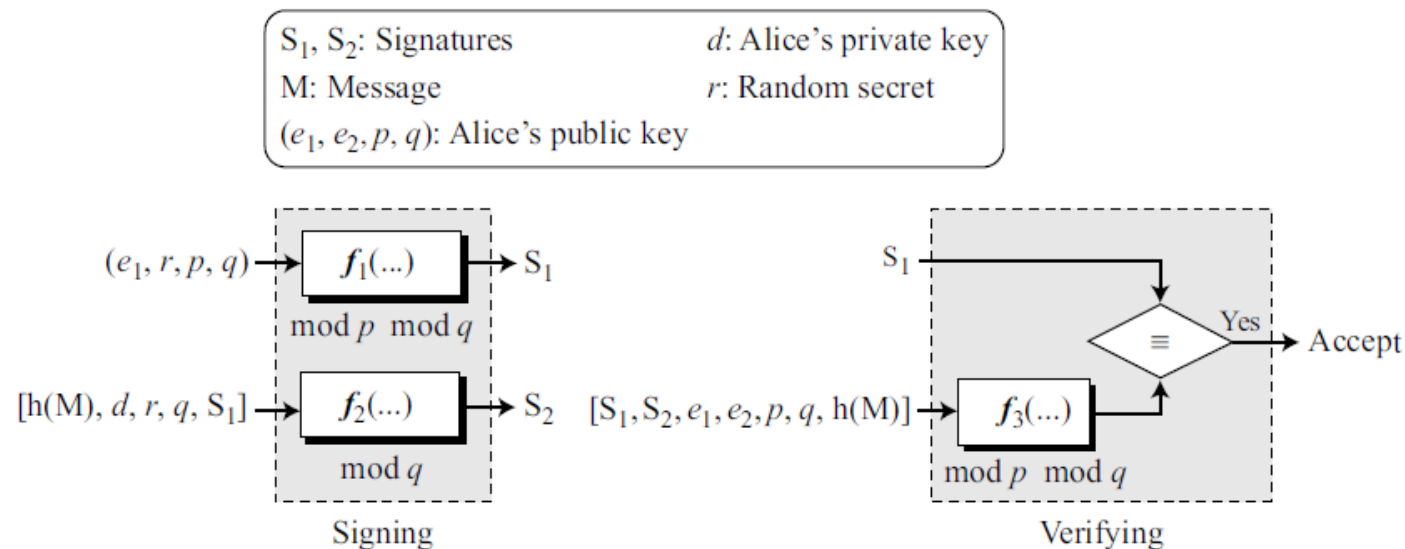 S₁, S₂: Signatures d: Alice's private key
M: Message r: Random secret
(e₁, e₂, p, q): Alice's public key
(e₁, r, p, q) f₁(...) S₁
mod p mod q
[h(M), d, r, q, S₁] f₂(...) S₂
mod q
Signing
S₁
≡ Yes Accept
[S₁, S₂, e₁, e₂, p, q, h(M)] f₃(...)
mod p mod q
Verifying